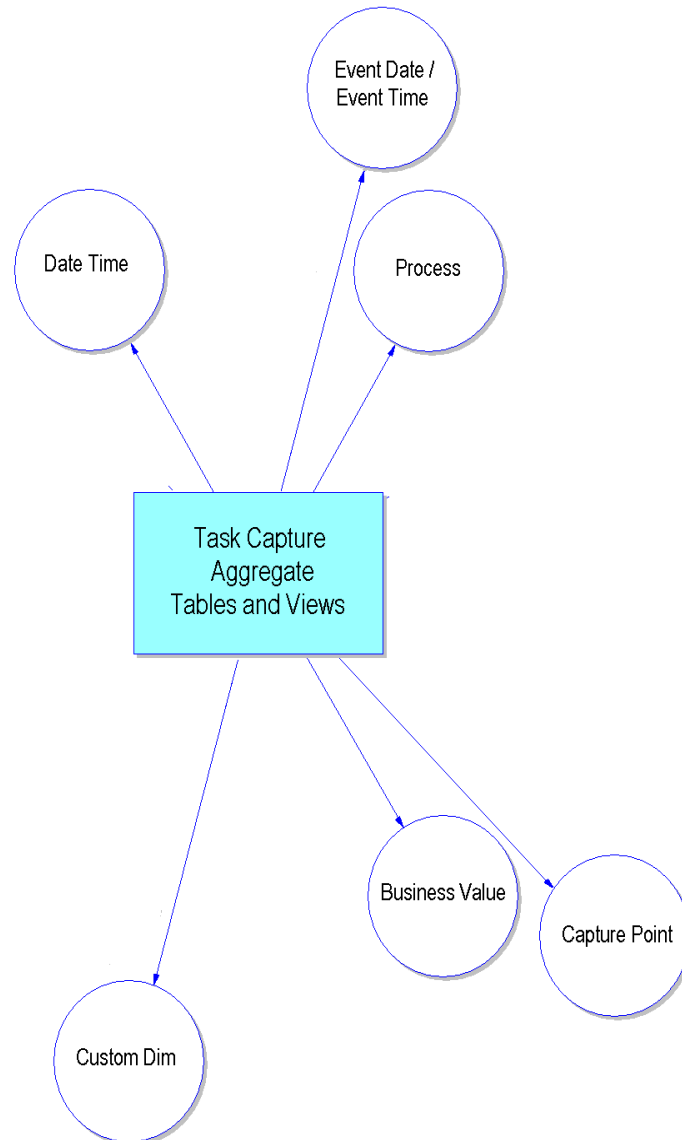 Event Date /
Event Time
Date Time
Process
Task Capture
Aggregate
Tables and Views
Business Value
Capture Point
Custom Dim